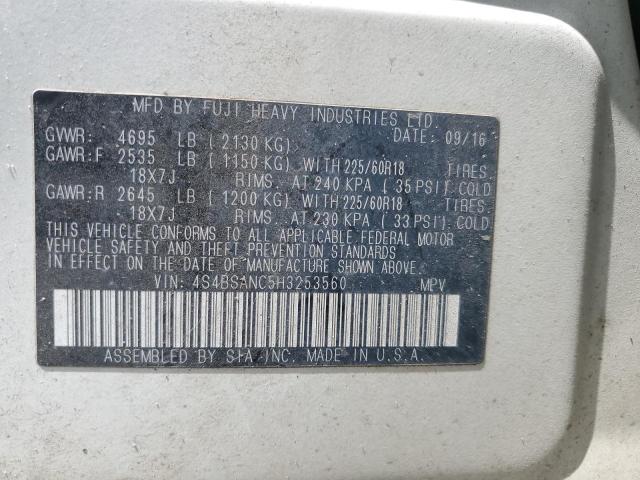 MFD BY FUJI HEAVY INDUSTRIES LTD.
GVWR: 4695 LB ( 2130 KG) DATE: 09/16
GAWR:F 2535 LB ( 1150 KG) WITH 225/60R18 TIRES.
18X7J RIMS. AT 240 KPA ( 35 PSI) COLD
GAWR:R 2645 LB ( 1200 KG) WITH 225/60R18 TIRES.
18X7J RIMS. AT 230 KPA ( 33 PSI) COLD
THIS VEHICLE CONFORMS TO ALL APPLICABLE FEDERAL MOTOR
VEHICLE SAFETY AND THEFT PREVENTION STANDARDS
IN EFFECT ON THE DATE OF MANUFACTURE SHOWN ABOVE.
VIN: 4S4BSANC5H3253560 MPV
ASSEMBLED BY SIA, INC. MADE IN U.S.A.